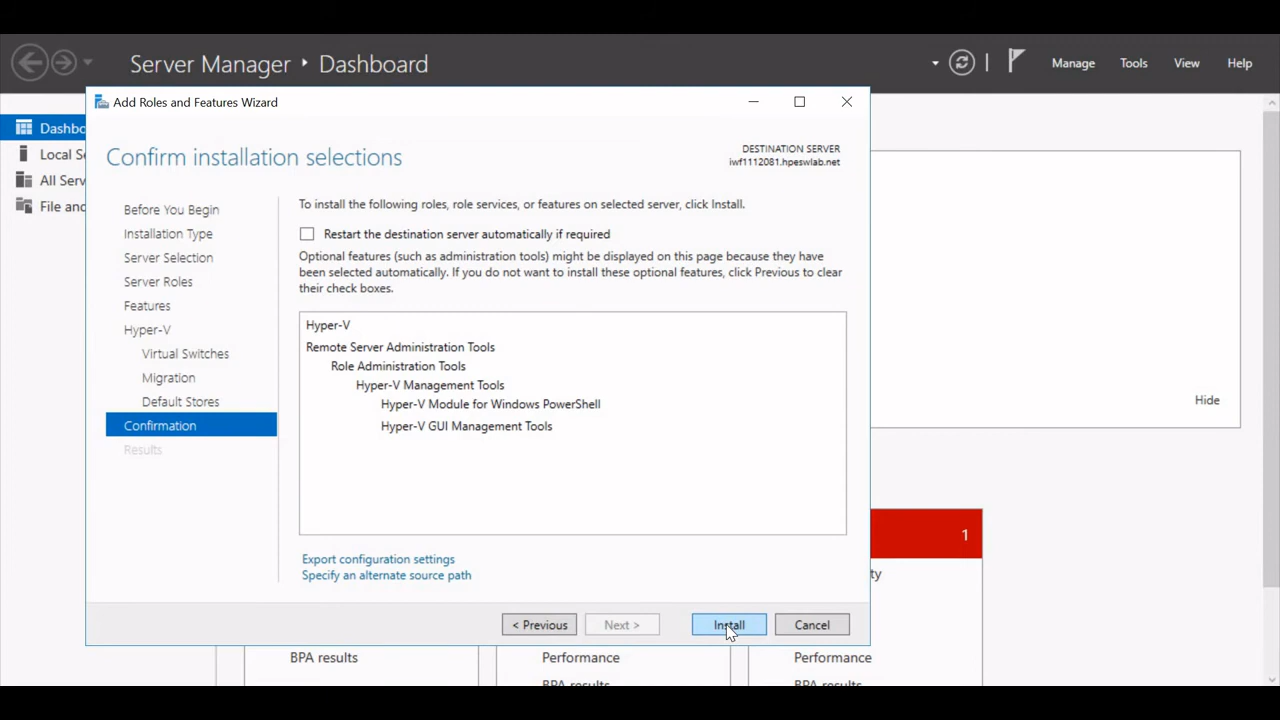 Server Manager ‣ Dashboard
Manage
Tools
View
Help
Add Roles and Features Wizard
Confirm installation selections
DESTINATION SERVER
iwf1112081.hpeswlab.net
Dashbo
Local Se
All Serv
File and
Before You Begin
Installation Type
Server Selection
Server Roles
Features
Hyper-V
Virtual Switches
Migration
Default Stores
Confirmation
Results
To install the following roles, role services, or features on selected server, click Install.
Restart the destination server automatically if required
Optional features (such as administration tools) might be displayed on this page because they have
been selected automatically. If you do not want to install these optional features, click Previous to clear
their check boxes.
Hyper-V
Remote Server Administration Tools
Role Administration Tools
Hyper-V Management Tools
Hyper-V Module for Windows PowerShell
Hyper-V GUI Management Tools
Export configuration settings
Specify an alternate source path
< Previous
Next >
Install
Cancel
Hide
1
ty
BPA results
Performance
Performance
BPA results
BPA results